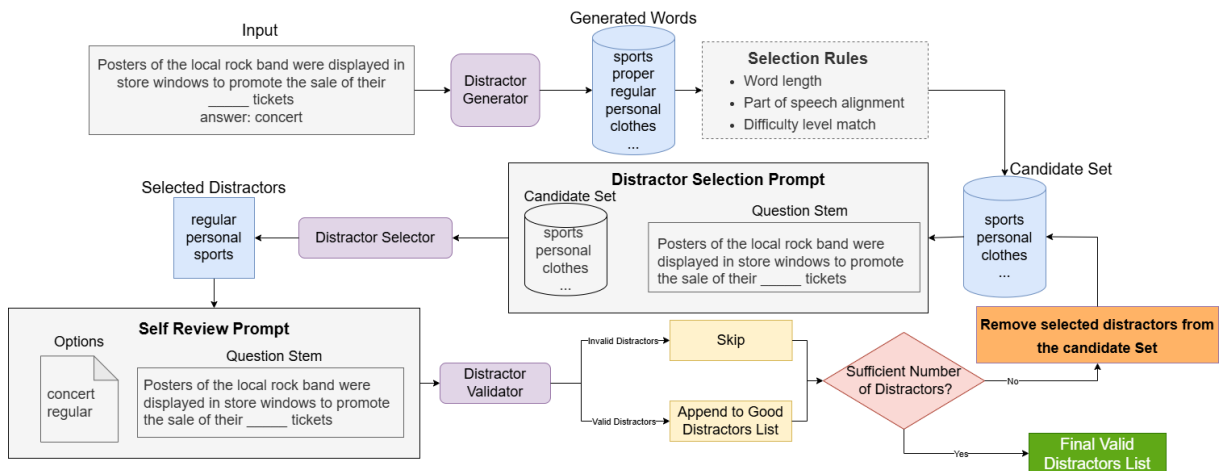 Input
Posters of the local rock band were displayed in
store windows to promote the sale of their
_____ tickets
answer: concert
Distractor
Generator
Generated Words
sports
proper
regular
personal
clothes
...
Selection Rules
• Word length
• Part of speech alignment
• Difficulty level match
Candidate Set
sports
personal
clothes
...
Distractor Selection Prompt
Candidate Set
sports
personal
clothes
...
Question Stem
Posters of the local rock band were
displayed in store windows to promote
the sale of their _____ tickets
Distractor Selector
Selected Distractors
regular
personal
sports
Self Review Prompt
Options
concert
regular
Question Stem
Posters of the local rock band were
displayed in store windows to promote
the sale of their _____ tickets
Distractor
Validator
Invalid Distractors
Skip
Valid Distractors
Append to Good
Distractors List
Sufficient Number
of Distractors?
No
Remove selected distractors from
the candidate Set
Yes
Final Valid
Distractors List